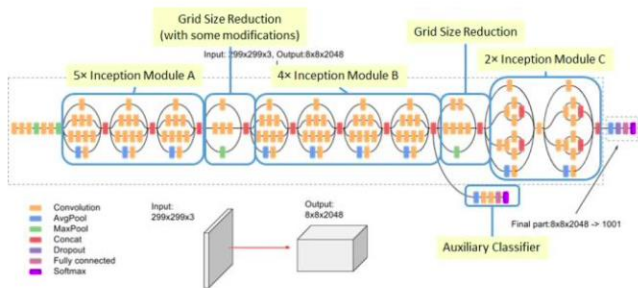 Grid Size Reduction
(with some modifications)
Grid Size Reduction
Input: 299x299x3, Output:8x8x2048
5× Inception Module A
4× Inception Module B
2× Inception Module C
Convolution
AvgPool
MaxPool
Concat
Dropout
Fully connected
Softmax
Input:
299x299x3
Output:
8x8x2048
Final part:8x8x2048 -> 1001
Auxiliary Classifier